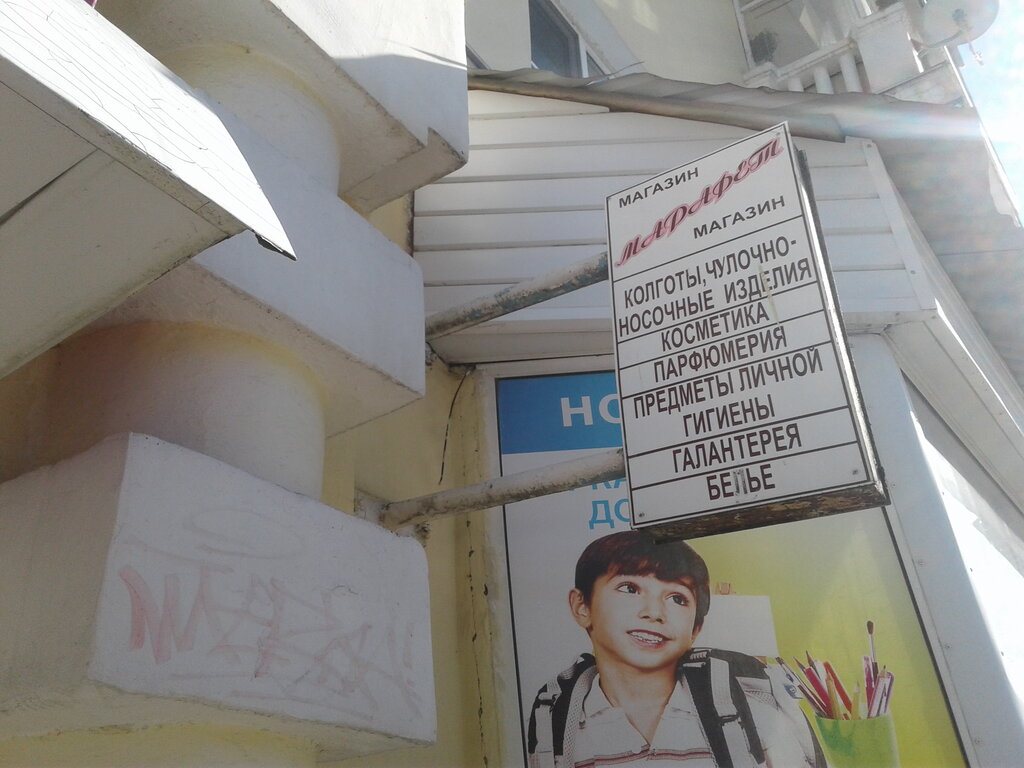 МАГАЗИН
МАРАФЕТ
МАГАЗИН
КОЛГОТЫ, ЧУЛОЧНО-
НОСОЧНЫЕ ИЗДЕЛИЯ
КОСМЕТИКА
ПАРФЮМЕРИЯ
ПРЕДМЕТЫ ЛИЧНОЙ
ГИГИЕНЫ
ГАЛАНТЕРЕЯ
БЕЛЬЕ